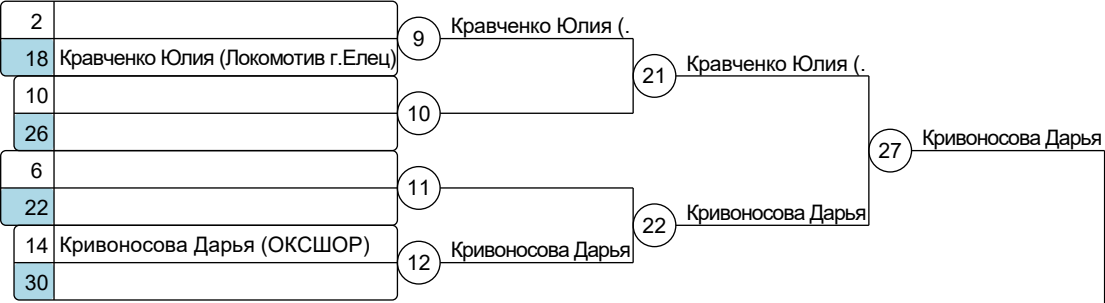 2
Кравченко Юлия (.
9
18 Кравченко Юлия (Локомотив г.Елец)
Кравченко Юлия (.
21
10
10
26
Кривоносова Дарья
27
6
11
22
Кривоносова Дарья
22
14 Кривоносова Дарья (ОКСШОР)
Кривоносова Дарья
12
30